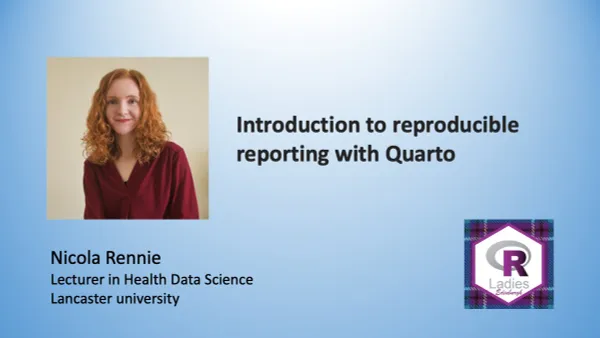 Introduction to reproducible
reporting with Quarto
Nicola Rennie
Lecturer in Health Data Science
Lancaster university
R
Ladies
Edinburgh